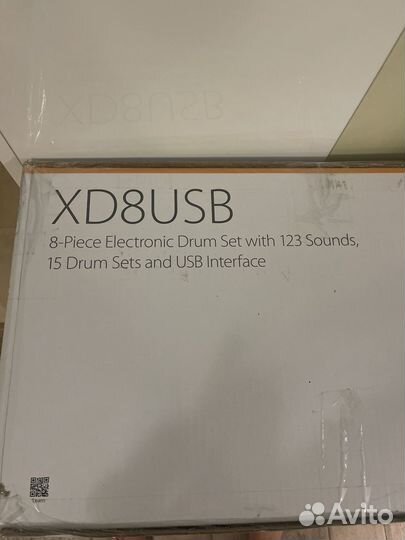 XD8USB
XD8USB
8-Piece Electronic Drum Set with 123 Sounds,
15 Drum Sets and USB Interface
Avito